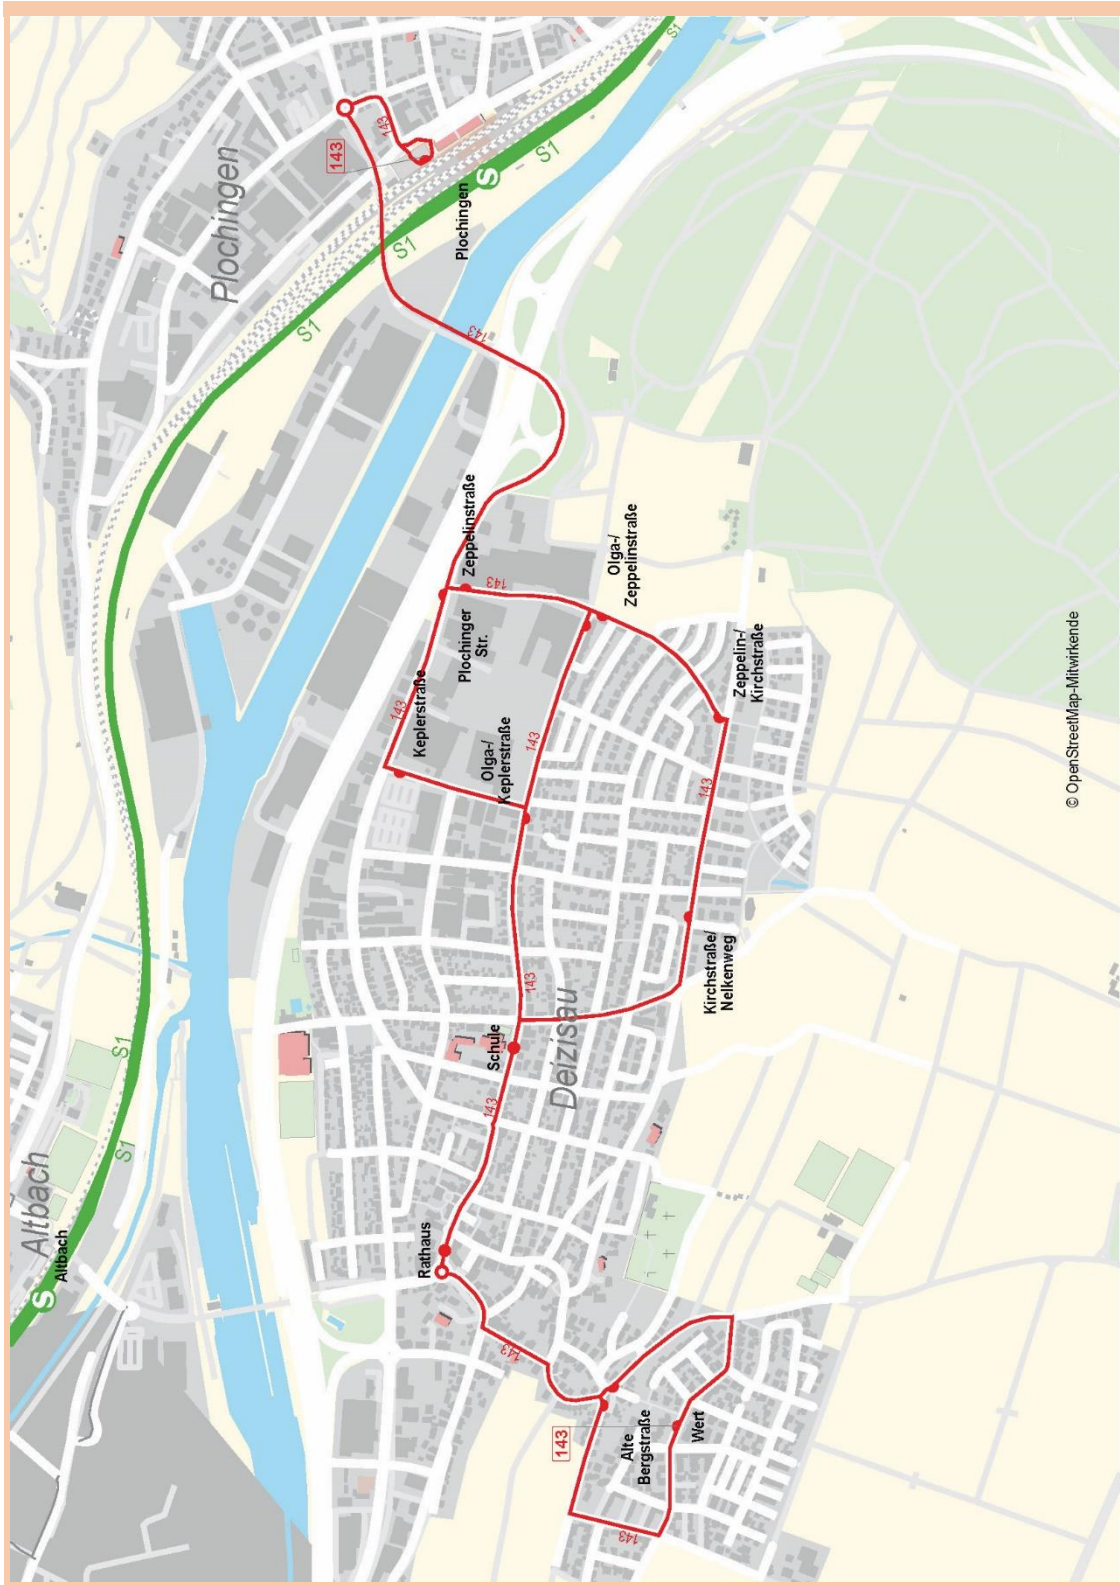 Altbach
Altbach
S
S1
S1
S1
S1
S1
S1
Plochingen
Plochingen
S
143
143
143
Zeppelinstraße
143
Plochinger
Str.
Keplerstraße
143
Olga-/
Zeppelinstraße
Olga-/
Keplerstraße
143
Zeppelin-/
Kirchstraße
143
Kirchstraße/
Nelkenweg
143
Schule
Deizisau
143
Rathaus
143
143
Alte
Bergstraße
Wert
143
© OpenStreetMap-Mitwirkende